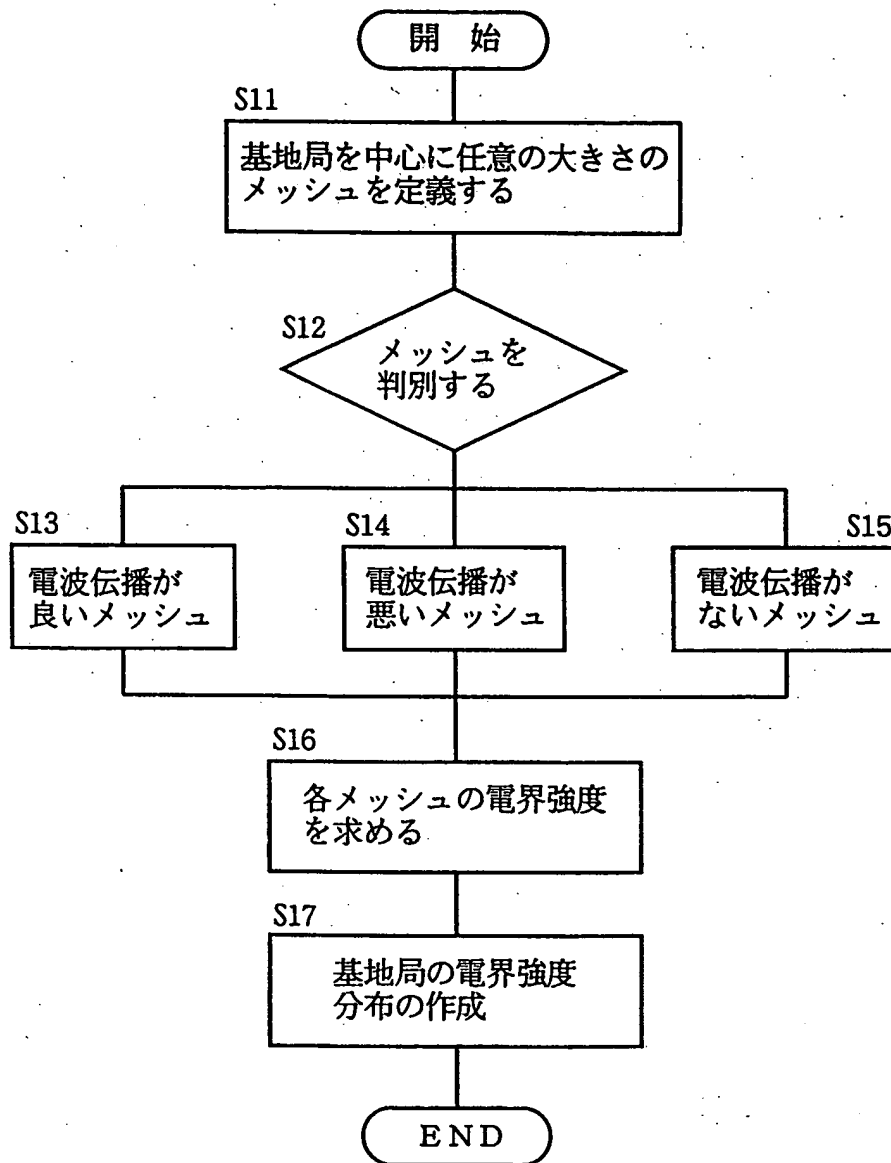 開 始
S11
基地局を中心に任意の大きさの
メッシュを定義する
S12
メッシュを
判別する
S13
電波伝播が
良いメッシュ
S14
電波伝播が
悪いメッシュ
S15
電波伝播が
ないメッシュ
S16
各メッシュの電界強度
を求める
S17
基地局の電界強度
分布の作成
END